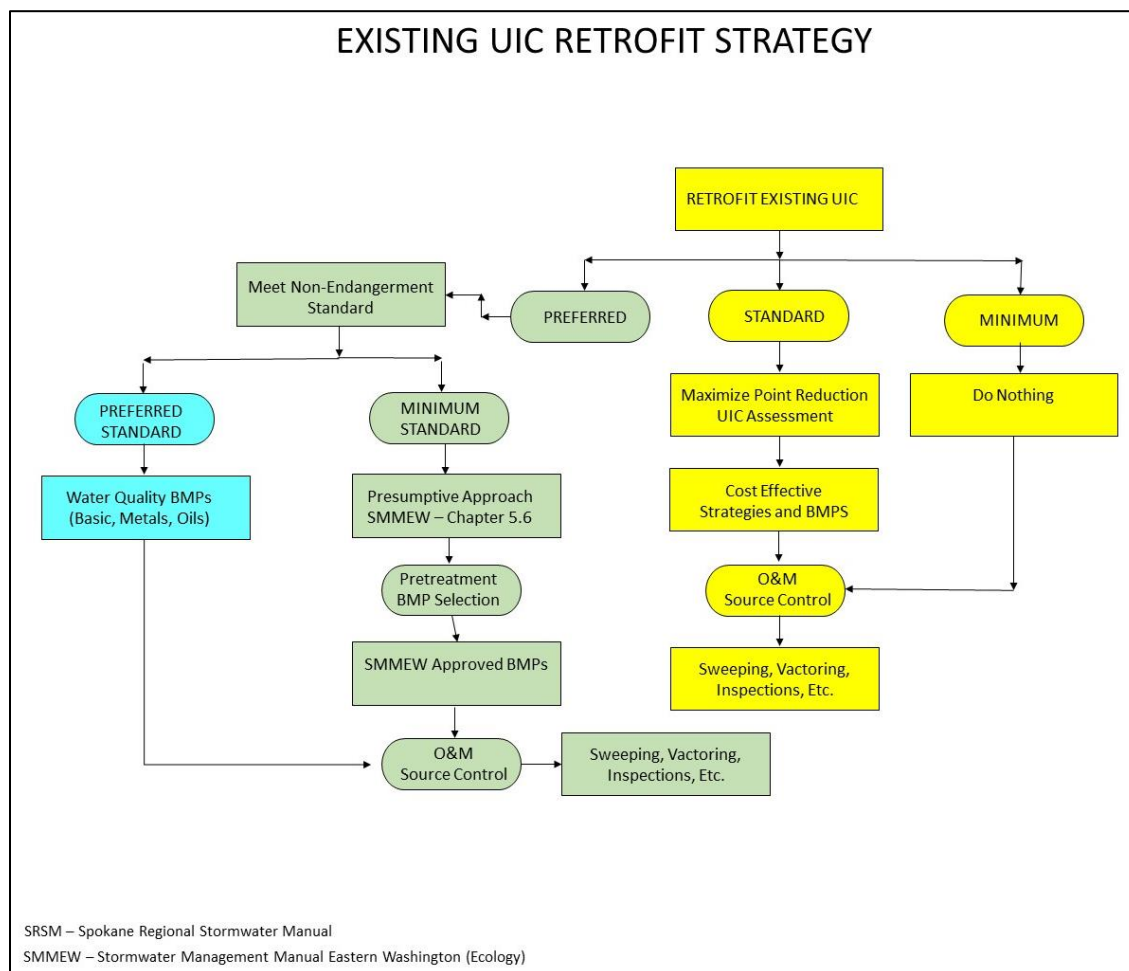 EXISTING UIC RETROFIT STRATEGY
RETROFIT EXISTING UIC
Meet Non-Endangerment
Standard
PREFERRED
STANDARD
MINIMUM
PREFERRED
STANDARD
MINIMUM
STANDARD
Maximize Point Reduction
UIC Assessment
Do Nothing
Water Quality BMPs
(Basic, Metals, Oils)
Presumptive Approach
SMMEW – Chapter 5.6
Cost Effective
Strategies and BMPS
Pretreatment
BMP Selection
O&M
Source Control
SMMEW Approved BMPs
Sweeping, Vactoring,
Inspections, Etc.
O&M
Source Control
Sweeping, Vactoring,
Inspections, Etc.
SRSM – Spokane Regional Stormwater Manual
SMMEW – Stormwater Management Manual Eastern Washington (Ecology)